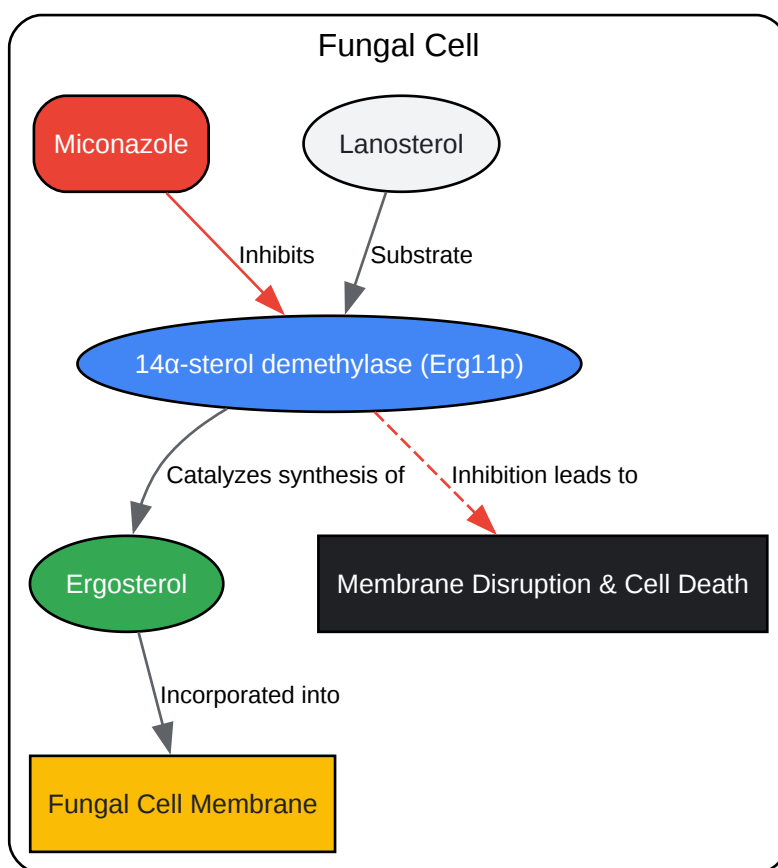 Fungal Cell
Miconazole
Lanosterol
Inhibits
Substrate
14α-sterol demethylase (Erg11p)
Catalyzes synthesis of
Inhibition leads to
Ergosterol
Membrane Disruption & Cell Death
Incorporated into
Fungal Cell Membrane